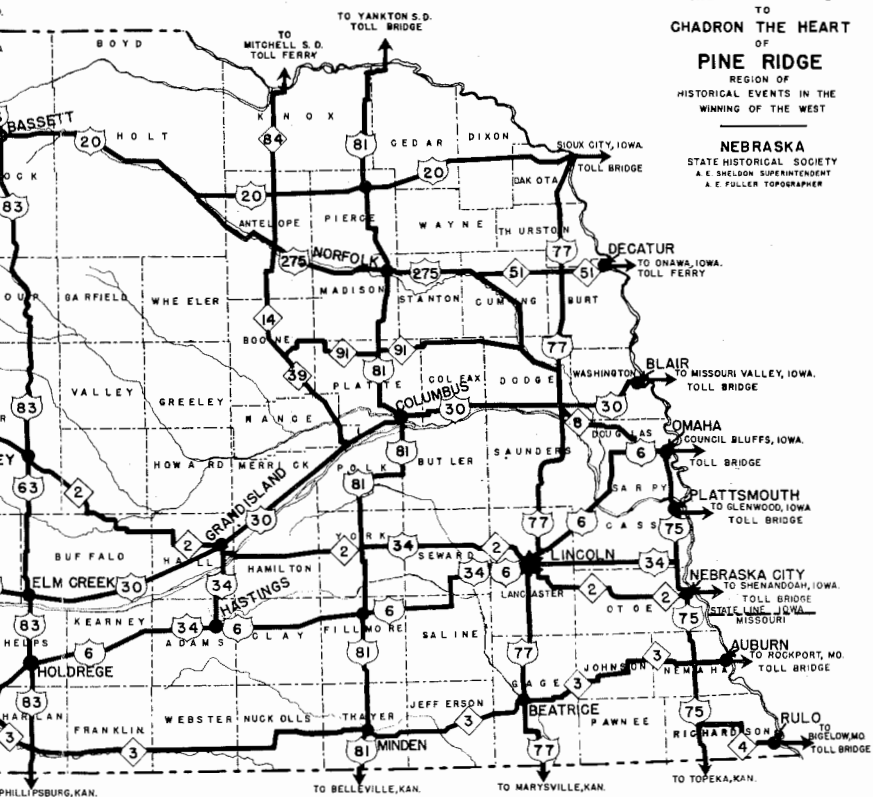 TO
CHADRON THE HEART
OF
PINE RIDGE
REGION OF
HISTORICAL EVENTS IN THE
WINNING OF THE WEST
NEBRASKA
STATE HISTORICAL SOCIETY
A. E. SHELDON SUPERINTENDENT
A. E. FULLER TOPOGRAPHER
TO YANKTON S.D.
TOLL BRIDGE
TO
MITCHELL S.D.
TOLL FERRY
BOYD
KNOX
BASSETT
20
HOLT
84
81
CEDAR
DIXON
SIOUX CITY, IOWA.
TOLL BRIDGE
OCK
20
20
DAKOTA
83
ANTELOPE
PIERCE
WAYNE
THURSTON
77
DECATUR
TO ONAWA, IOWA.
TOLL FERRY
275
NORFOLK
275
51
51
MADISON
STANTON
CUMING
BURT
OUP
GARFIELD
WHEELER
14
BOONE
91
91
77
39
81
BLAIR
TO MISSOURI VALLEY, IOWA.
TOLL BRIDGE
PLATTE
COLFAX
DODGE
WASHINGTON
VALLEY
GREELEY
83
NANCE
COLUMBUS
30
30
8
DOUGLAS
OMAHA
COUNCIL BLUFFS, IOWA.
TOLL BRIDGE
EY
HOWARD
MERRICK
POLK
81
BUTLER
SAUNDERS
6
63
2
81
SARPY
PLATTSMOUTH
TO GLENWOOD, IOWA
TOLL BRIDGE
GRAND ISLAND
30
77
6
CASS
75
BUFFALO
2
HALL
HAMILTON
YORK
2
34
SEWARD
2
LINCOLN
34
ELM CREEK
30
34
34
6
LANCASTER
2
2
OTOE
NEBRASKA CITY
TO SHENANDOAH, IOWA.
TOLL BRIDGE
STATE LINE IOWA
MISSOURI
HASTINGS
83
KEARNEY
34
6
6
75
HELPS
ADAMS
CLAY
FILLMORE
SALINE
6
HOLDREGE
81
77
3
AUBURN
TO ROCKPORT, MO.
TOLL BRIDGE
JOHNSON
NEMAHA
GAGE
3
83
HARLAN
FRANKLIN
WEBSTER
NUCKOLLS
THAYER
JEFFERSON
3
BEATRICE
PAWNEE
75
RICHARDSON
RULO
TO
BIGELOW, MO.
TOLL BRIDGE
3
3
81
MINDEN
77
4
PHILLIPSBURG, KAN.
TO BELLEVILLE, KAN.
TO MARYSVILLE, KAN.
TO TOPEKA, KAN.